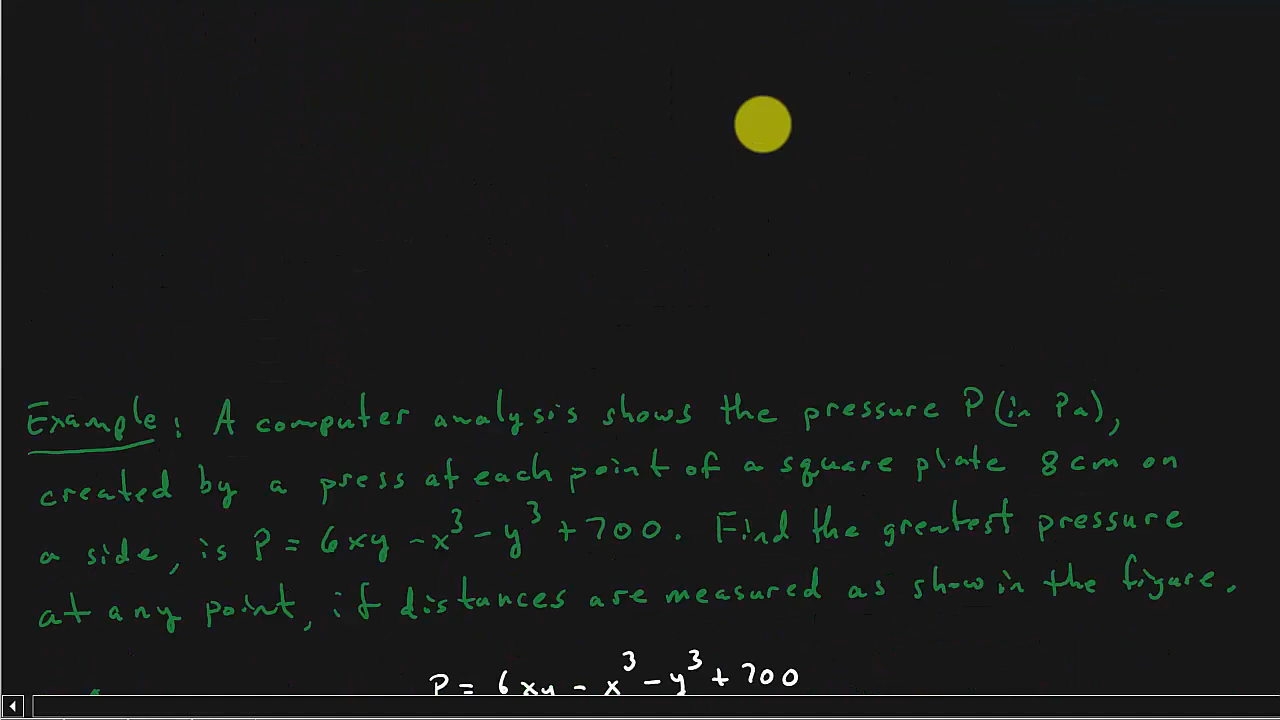 Example: A computer analysis shows the pressure P (in Pa),
created by a press at each point of a square plate 8 cm on
a side, is P = 6xy - x³ - y³ + 700. Find the greatest pressure
at any point, if distances are measured as show in the figure.
P = 6xy - x³ - y³ + 700